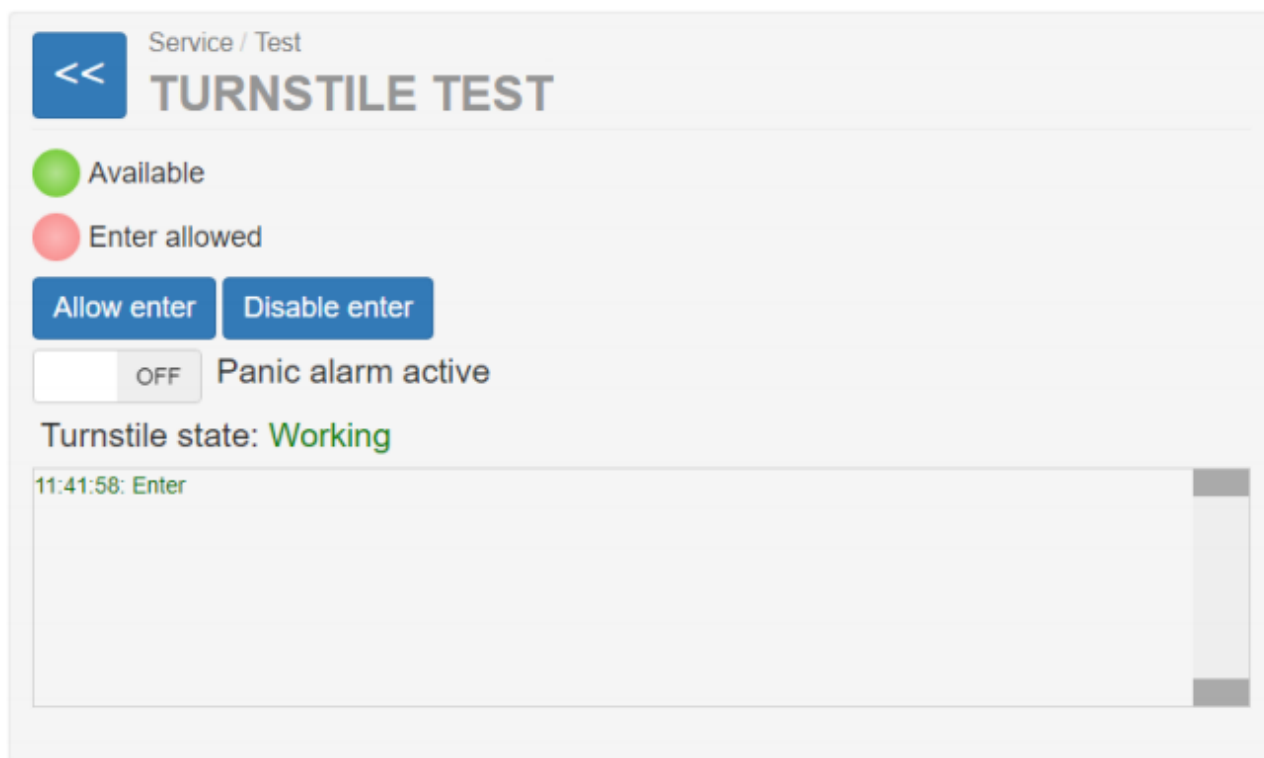 <<
Service / Test
TURNSTILE TEST
Available
Enter allowed
Allow enter Disable enter
OFF Panic alarm active
Turnstile state: Working
11:41:58: Enter